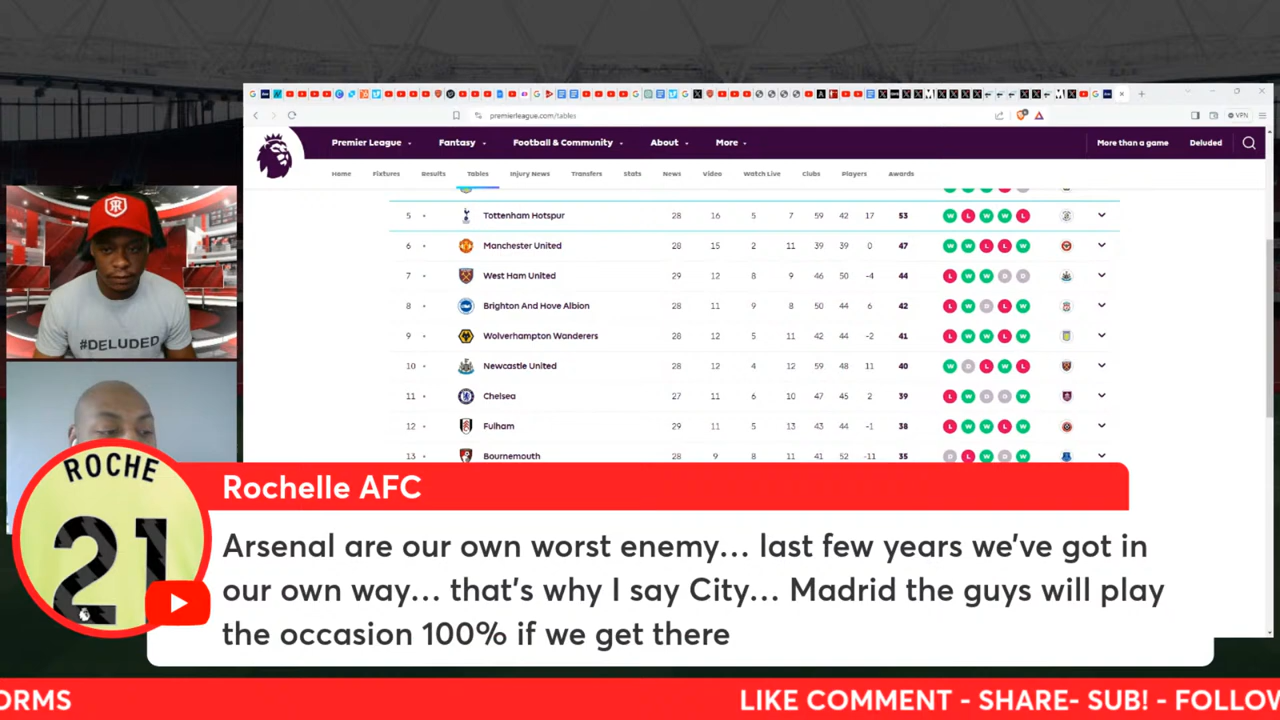 premierleague.com/tables
VPN
Premier League
Fantasy
Football & Community
About
More
More than a game
Deluded
Home
Fixtures
Results
Tables
Injury News
Transfers
Stats
News
Video
Watch Live
Clubs
Players
Awards
5 Tottenham Hotspur 28 16 5 7 59 42 17 53 W L W W L
6 Manchester United 28 15 2 11 39 39 0 47 W W L L W
7 West Ham United 29 12 8 9 46 50 -4 44 L W W D D
8 Brighton And Hove Albion 28 11 9 8 50 44 6 42 L W D L W
9 Wolverhampton Wanderers 28 12 5 11 42 44 -2 41 L W W L W
10 Newcastle United 28 12 4 12 59 48 11 40 W D L W L
11 Chelsea 27 11 6 10 47 45 2 39 L W D D W
12 Fulham 29 11 5 13 43 44 -1 38 L W W L W
13 Bournemouth 28 9 8 11 41 52 -11 35 D L W D W
#DELUDED
ROCHE
21
Rochelle AFC
Arsenal are our own worst enemy... last few years we've got in
our own way... that's why I say City... Madrid the guys will play
the occasion 100% if we get there
ORMS
LIKE COMMENT - SHARE- SUB! - FOLLOW